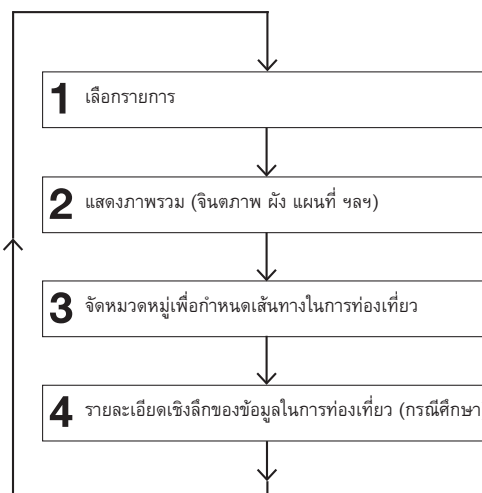 1 เลือกรายการ
2 แสดงภาพรวม (จินตภาพ ผัง แผนที่ ฯลฯ)
3 จัดหมวดหมู่เพื่อกำหนดเส้นทางในการท่องเที่ยว
4 รายละเอียดเชิงลึกของข้อมูลในการท่องเที่ยว (กรณีศึกษา